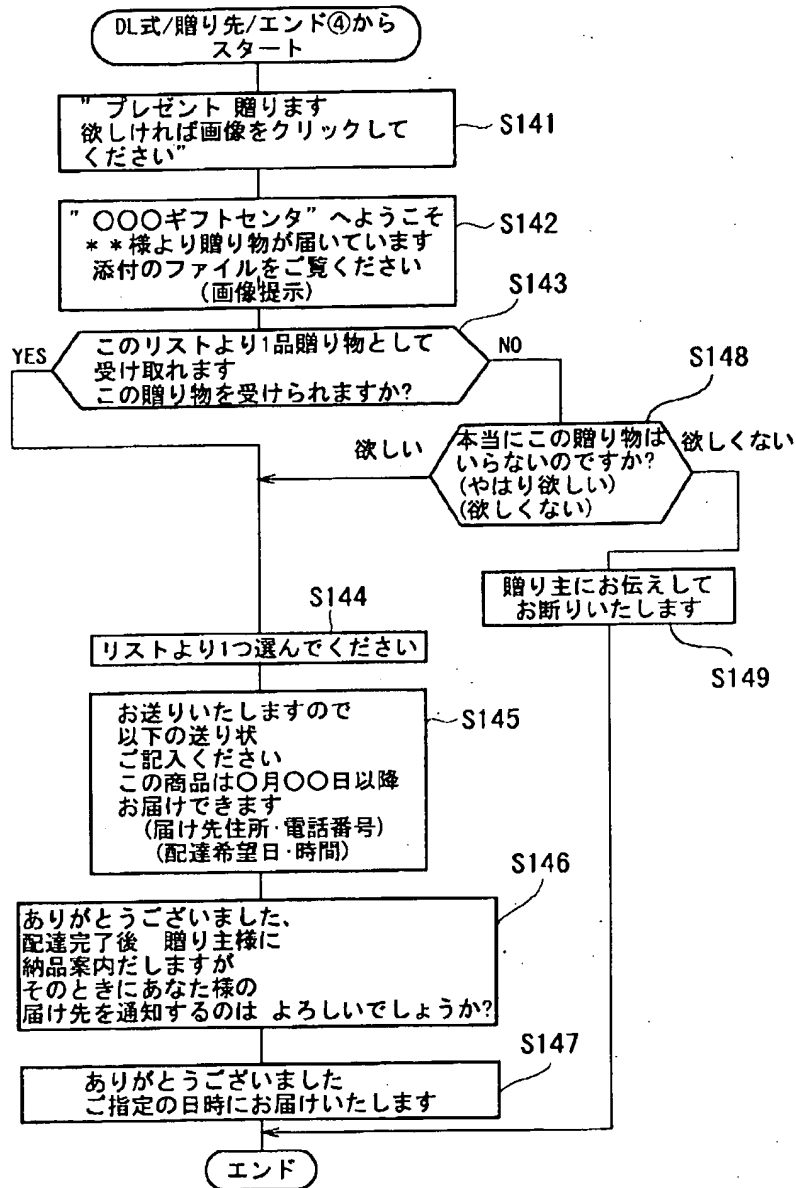 DL式/贈り先/エンド④から
スタート
" プレゼント 贈ります
欲しければ画像をクリックして
ください"
S141
" 〇〇〇ギフトセンタ" へようこそ
＊＊様より贈り物が届いています
添付のファイルをご覧ください
(画像提示)
S142
S143
YES
このリストより1品贈り物として
受け取れます
この贈り物を受けられますか?
NO
S148
欲しい
本当にこの贈り物は
いらないのですか?
(やはり欲しい)
(欲しくない)
欲しくない
贈り主にお伝えして
お断りいたします
S149
S144
リストより1つ選んでください
お送りいたしますので
以下の送り状
ご記入ください
この商品は〇月〇〇日以降
お届けできます
(届け先住所・電話番号)
(配達希望日・時間)
S145
S146
ありがとうございました、
配達完了後 贈り主様に
納品案内だしますが
そのときにあなた様の
届け先を通知するのは よろしいでしょうか?
S147
ありがとうございました
ご指定の日時にお届けいたします
エンド